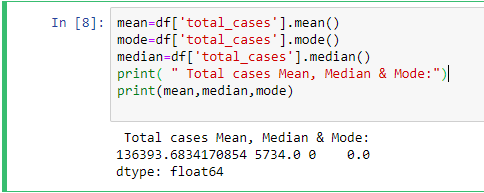 In [8]: mean=df['total_cases'].mean()
mode=df['total_cases'].mode()
median=df['total_cases'].median()
print( " Total cases Mean, Median & Mode:")
print(mean,median,mode)
Total cases Mean, Median & Mode:
136393.6834170854 5734.0 0    0.0
dtype: float64